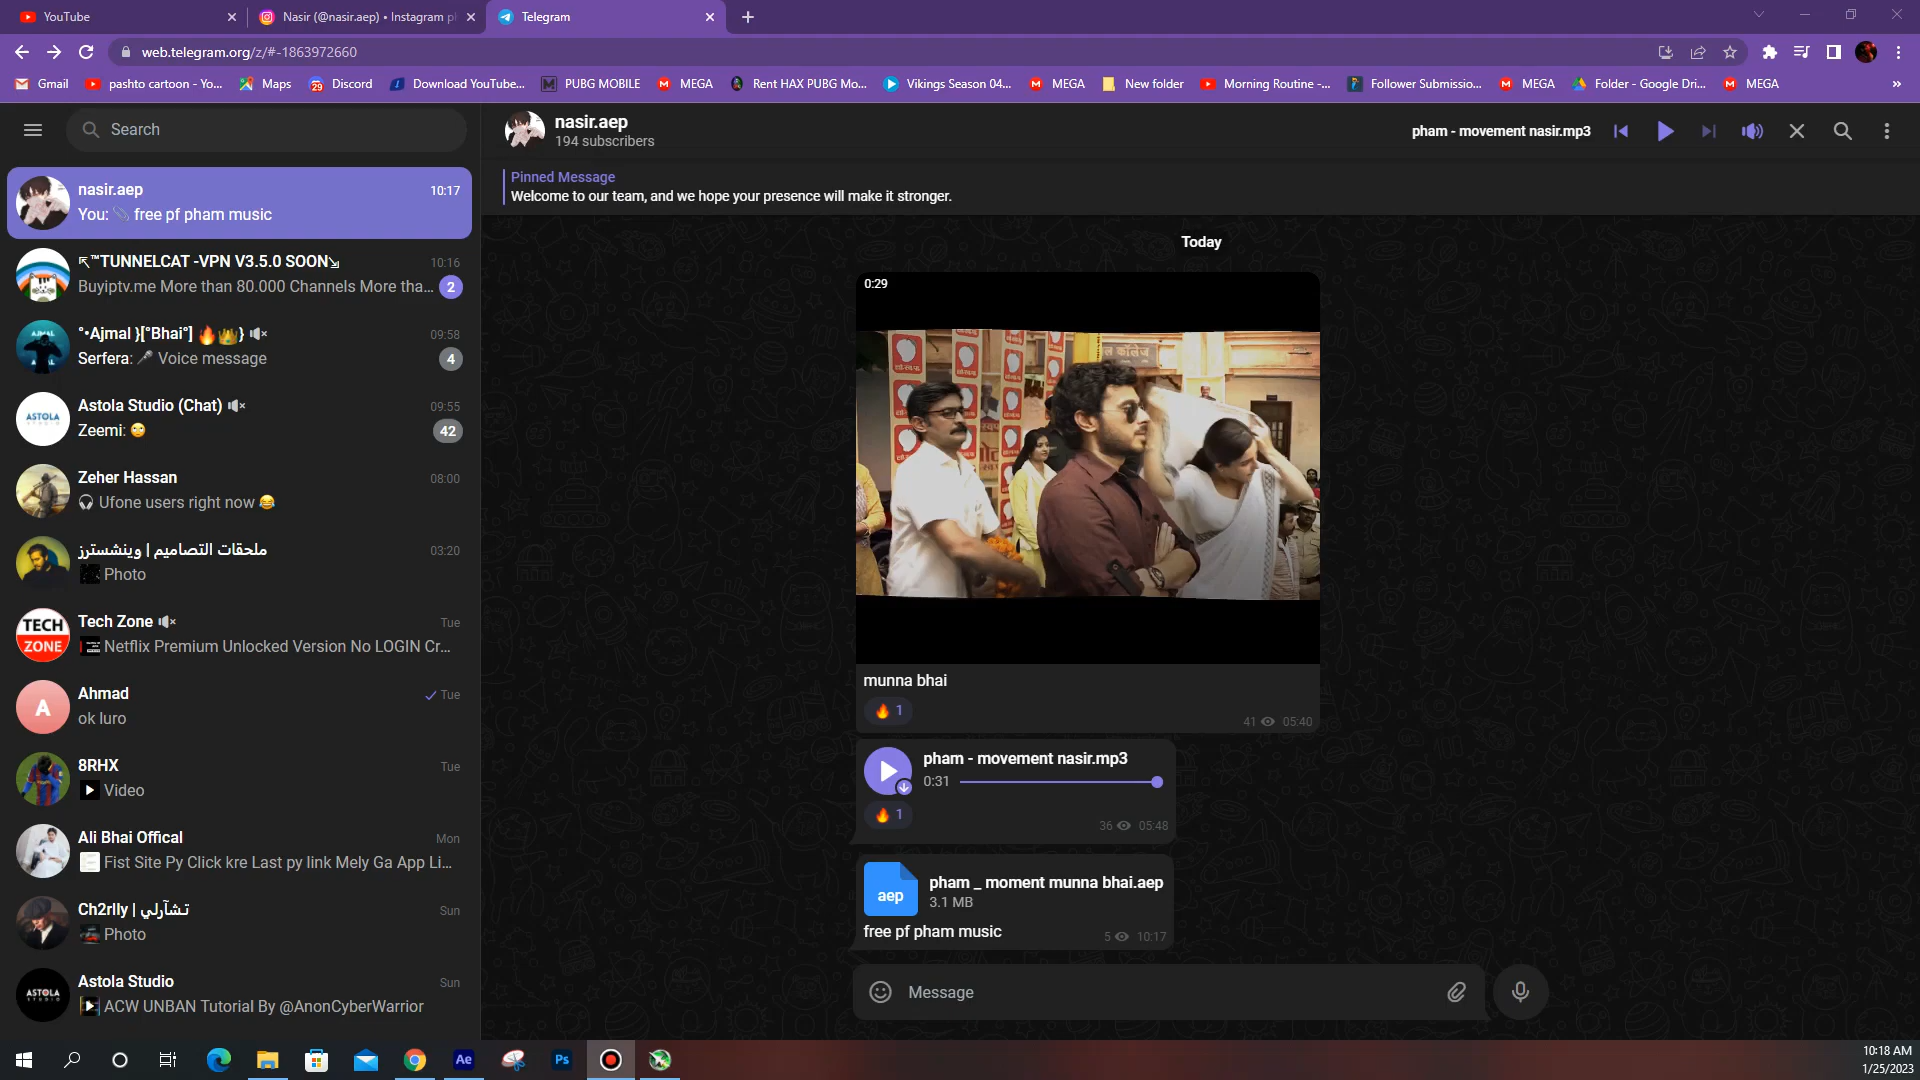 YouTube
Nasir (@nasir.aep) • Instagram p
Telegram
web.telegram.org/z/#-1863972660
Gmail
pashto cartoon - Yo...
Maps
Discord
Download YouTube...
PUBG MOBILE
MEGA
Rent HAX PUBG Mo...
Vikings Season 04...
MEGA
New folder
Morning Routine -...
Follower Submissio...
MEGA
Folder - Google Dri...
MEGA
»
Search
nasir.aep
10:17
You: 📎 free pf pham music
↖™TUNNELCAT -VPN V3.5.0 SOON↘
10:16
Buyiptv.me More than 80.000 Channels More tha...
2
°•Ajmal }[°Bhai°] 🔥👑}
09:58
Serfera: 🎤 Voice message
4
Astola Studio (Chat)
09:55
Zeemi: 🙄
42
Zeher Hassan
08:00
🎧 Ufone users right now 😂
ملحقات التصاميم | وينشسترز
03:20
Photo
Tech Zone
Tue
Netflix Premium Unlocked Version No LOGIN Cr...
Ahmad
Tue
ok luro
8RHX
Tue
Video
Ali Bhai Offical
Mon
Fist Site Py Click kre Last py link Mely Ga App Li...
Ch2rlly | تشآرلي
Sun
Photo
Astola Studio
Sun
ACW UNBAN Tutorial By @AnonCyberWarrior
TECH
ZONE
A
ASTOLA
STUDIO
nasir.aep
194 subscribers
pham - movement nasir.mp3
Pinned Message
Welcome to our team, and we hope your presence will make it stronger.
Today
0:29
munna bhai
🔥 1
41
05:40
pham - movement nasir.mp3
0:31
🔥 1
36
05:48
aep
pham _ moment munna bhai.aep
3.1 MB
free pf pham music
5
10:17
Message
Ae
Ps
10:18 AM
1/25/2023